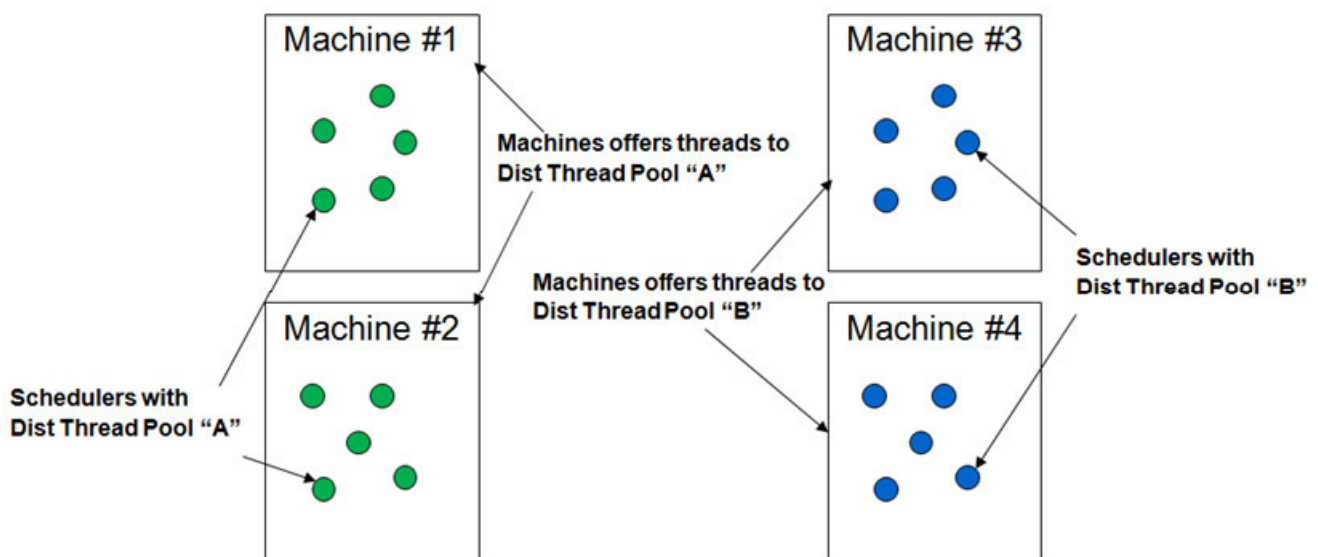 Machine #1
Machine #3
Machines offers threads to
Dist Thread Pool “A”
Schedulers with
Dist Thread Pool “B”
Machines offers threads to
Dist Thread Pool “B”
Machine #2
Machine #4
Schedulers with
Dist Thread Pool “A”